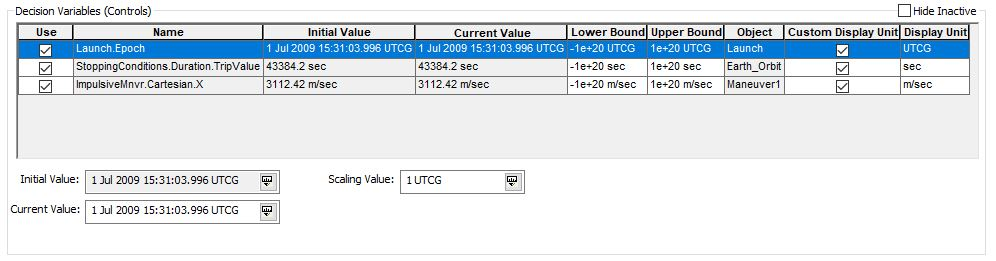 Decision Variables (Controls) Hide Inactive
Use Name Initial Value Current Value Lower Bound Upper Bound Object Custom Display Unit Display Unit
Launch.Epoch 1 Jul 2009 15:31:03.996 UTCG 1 Jul 2009 15:31:03.996 UTCG -1e+20 UTCG 1e+20 UTCG Launch UTCG
StoppingConditions.Duration.TripValue 43384.2 sec 43384.2 sec -1e+20 sec 1e+20 sec Earth_Orbit sec
ImpulsiveMnvr.Cartesian.X 3112.42 m/sec 3112.42 m/sec -1e+20 m/sec 1e+20 m/sec Maneuver1 m/sec
Initial Value: 1 Jul 2009 15:31:03.996 UTCG Scaling Value: 1 UTCG
Current Value: 1 Jul 2009 15:31:03.996 UTCG